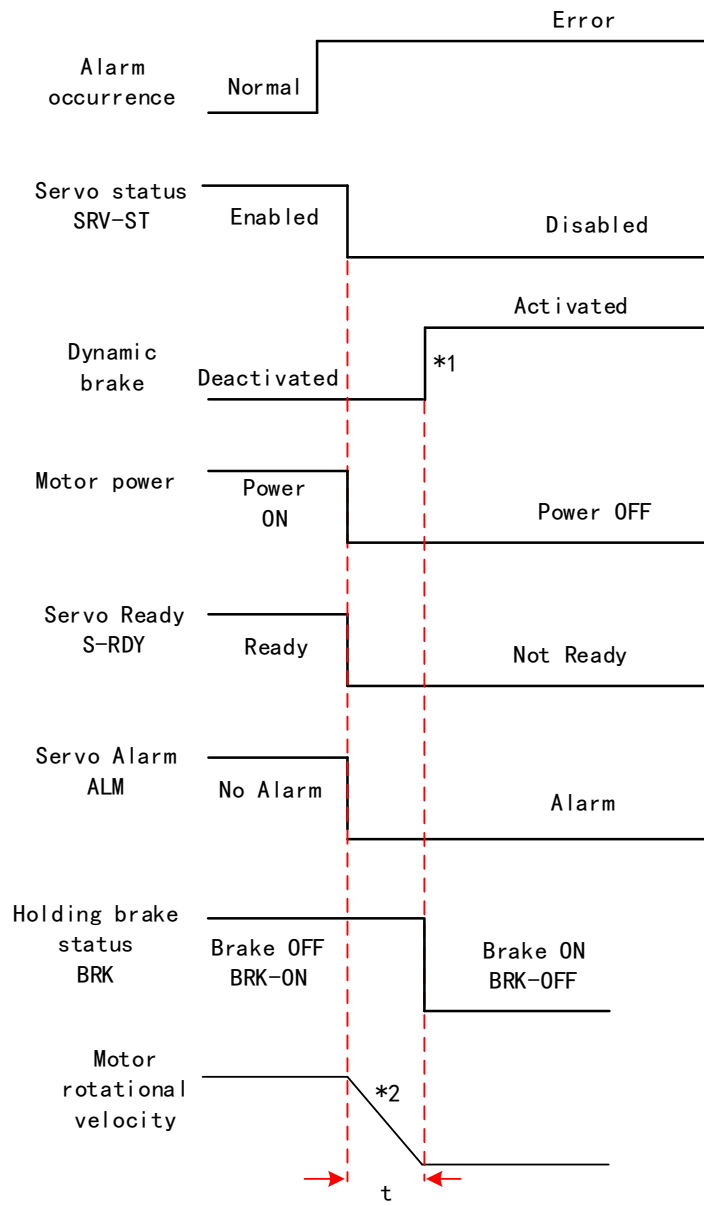 Error
Alarm
occurrence
Normal
Servo status
SRV-ST
Enabled
Disabled
Activated
Dynamic
brake
*1
Deactivated
Motor power
Power
ON
Power OFF
Servo Ready
S-RDY
Ready
Not Ready
Servo Alarm
ALM
No Alarm
Alarm
Holding brake
status
BRK
Brake OFF
BRK-ON
Brake ON
BRK-OFF
Motor
rotational
velocity
*2
t